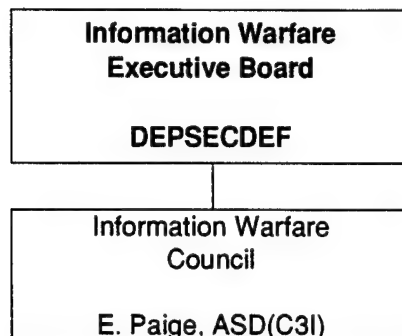 Information Warfare
Executive Board
DEPSECDEF
Information Warfare
Council
E. Paige, ASD(C3I)